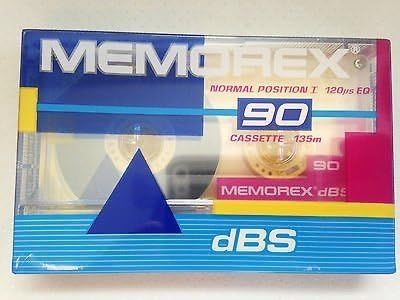 MEMOREX®
NORMAL POSITION I 120µs EQ
90
CASSETTE 135m
90
MEMOREX dBS
dBS